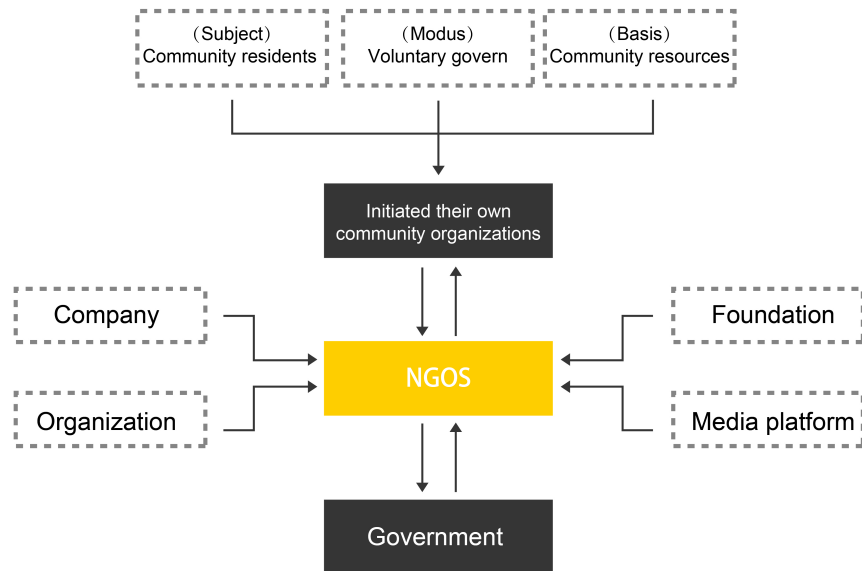 （Subject）
Community residents
（Modus）
Voluntary govern
（Basis）
Community resources
Initiated their own
community organizations
Company
Foundation
NGOS
Organization
Media platform
Government